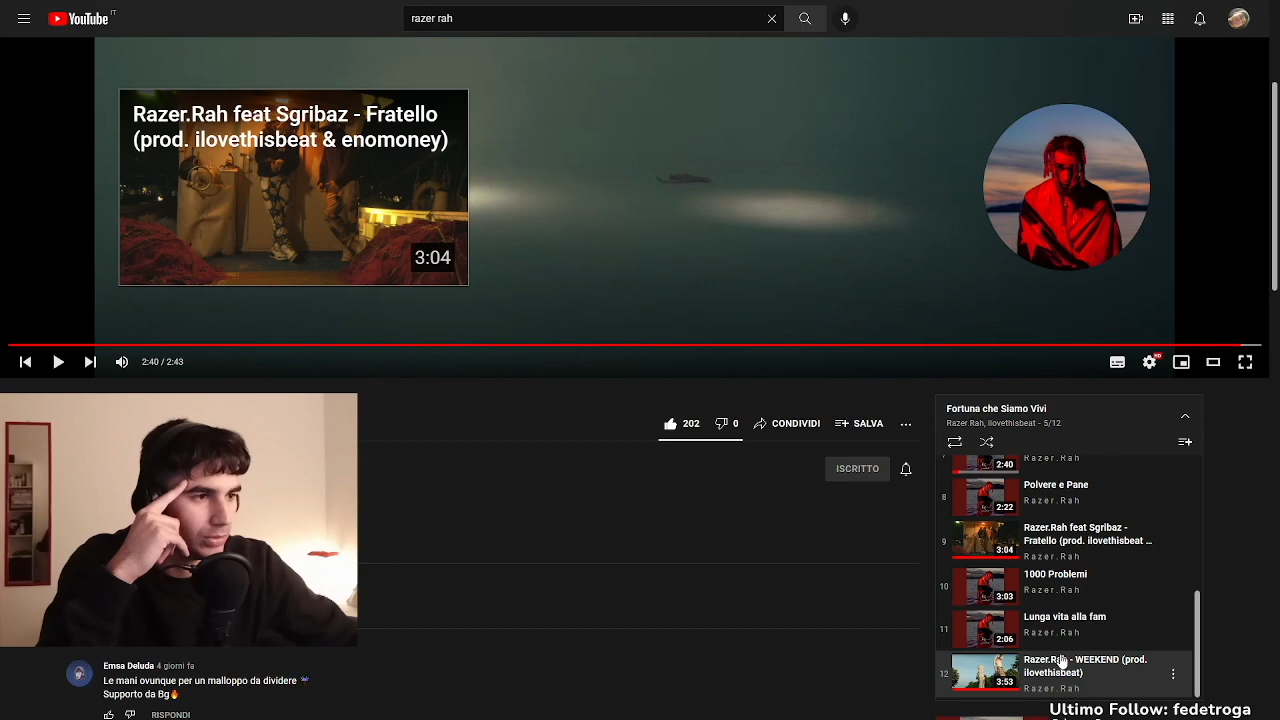 YouTube IT
razer rah
Razer.Rah feat Sgribaz - Fratello
(prod. ilovethisbeat & enomoney)
3:04
2:40 / 2:43
HD
202
0
CONDIVIDI
SALVA
ISCRITTO
Emsa Deluda 4 giorni fa
Le mani ovunque per un malloppo da dividere
Supporto da Bg🔥
RISPONDI
Fortuna che Siamo Vivi
Razer.Rah, Ilovethisbeat - 5/12
2:40
Razer.Rah
8
2:22
Polvere e Pane
Razer.Rah
9
3:04
Razer.Rah feat Sgribaz -
Fratello (prod. ilovethisbeat ...
Razer.Rah
10
3:03
1000 Problemi
Razer.Rah
11
2:06
Lunga vita alla fam
Razer.Rah
12
3:53
Razer.Rah - WEEKEND (prod.
ilovethisbeat)
Razer.Rah
Ultimo Follow: fedetroga